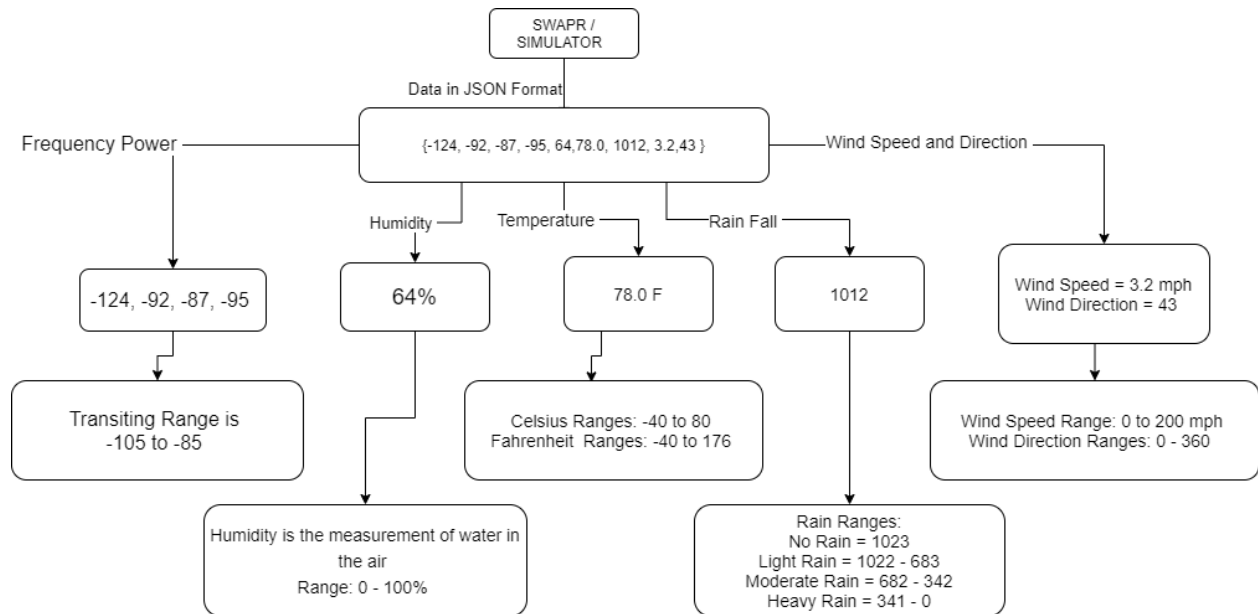 SWAPR /
SIMULATOR
Data in JSON Format
{-124, -92, -87, -95, 64,78.0, 1012, 3.2,43 }
Frequency Power
Wind Speed and Direction
Humidity
Temperature
Rain Fall
-124, -92, -87, -95
64%
78.0 F
1012
Wind Speed = 3.2 mph
Wind Direction = 43
Transiting Range is
-105 to -85
Celsius Ranges: -40 to 80
Fahrenheit Ranges: -40 to 176
Wind Speed Range: 0 to 200 mph
Wind Direction Ranges: 0 - 360
Humidity is the measurement of water in
the air
Range: 0 - 100%
Rain Ranges:
No Rain = 1023
Light Rain = 1022 - 683
Moderate Rain = 682 - 342
Heavy Rain = 341 - 0